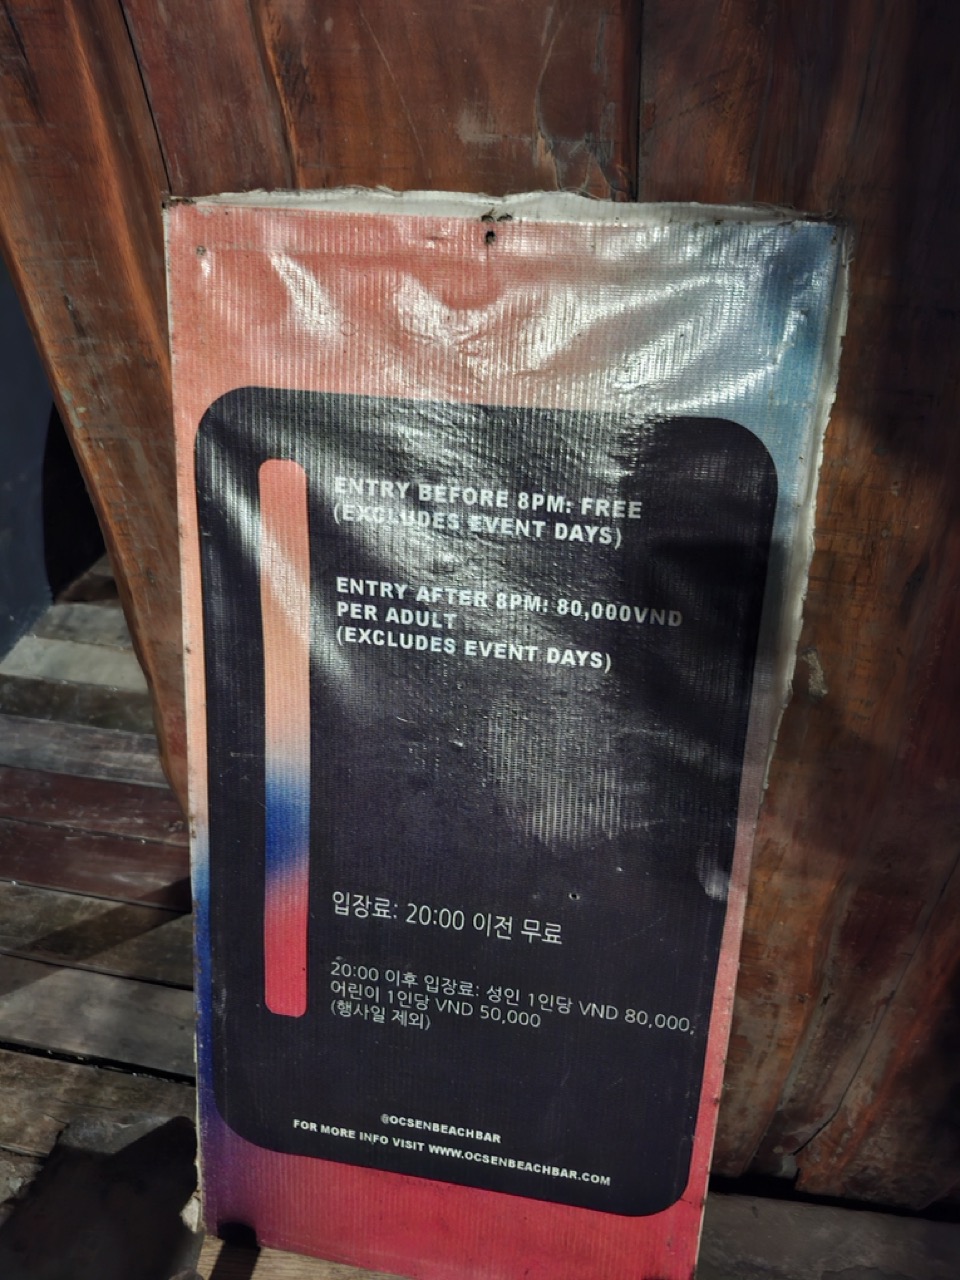 ENTRY BEFORE 8PM: FREE
(EXCLUDES EVENT DAYS)
ENTRY AFTER 8PM: 80,000VND
PER ADULT
(EXCLUDES EVENT DAYS)
입장료: 20:00 이전 무료
20:00 이후 입장료: 성인 1인당 VND 80,000,
어린이 1인당 VND 50,000
(행사일 제외)
@OCSENBEACHBAR
FOR MORE INFO VISIT WWW.OCSENBEACHBAR.COM